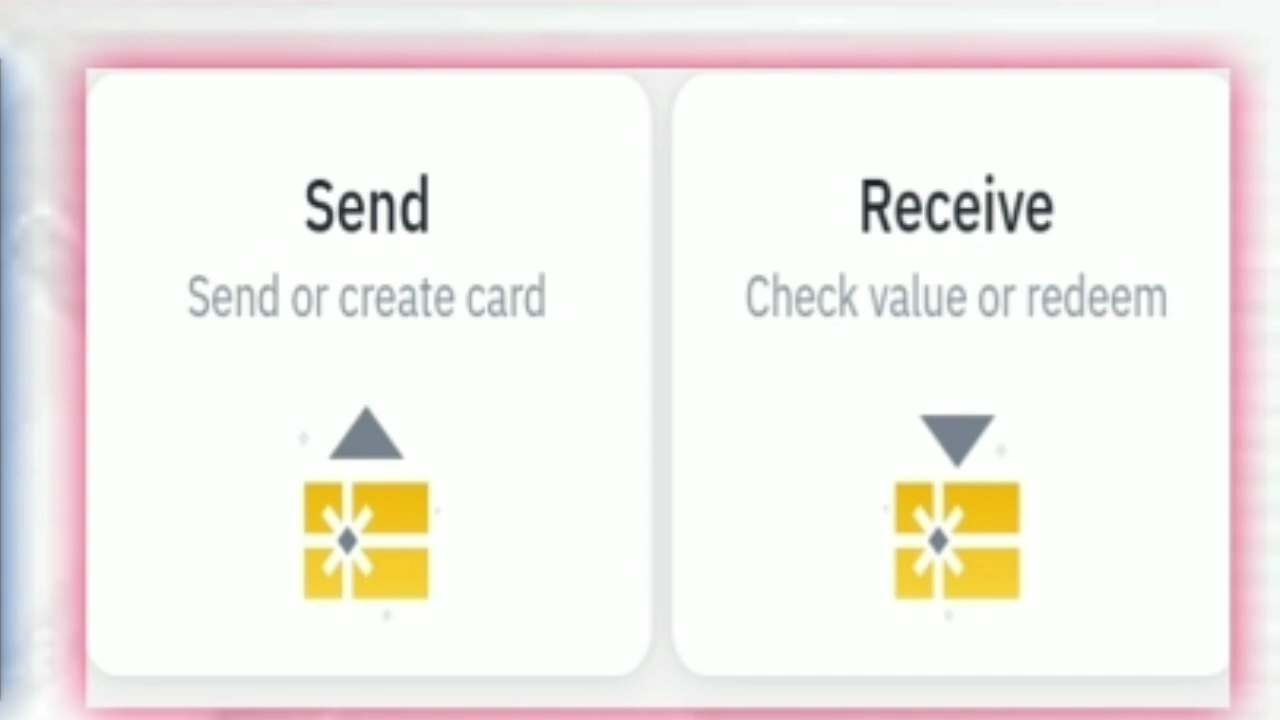 Send
Send or create card
Receive
Check value or redeem